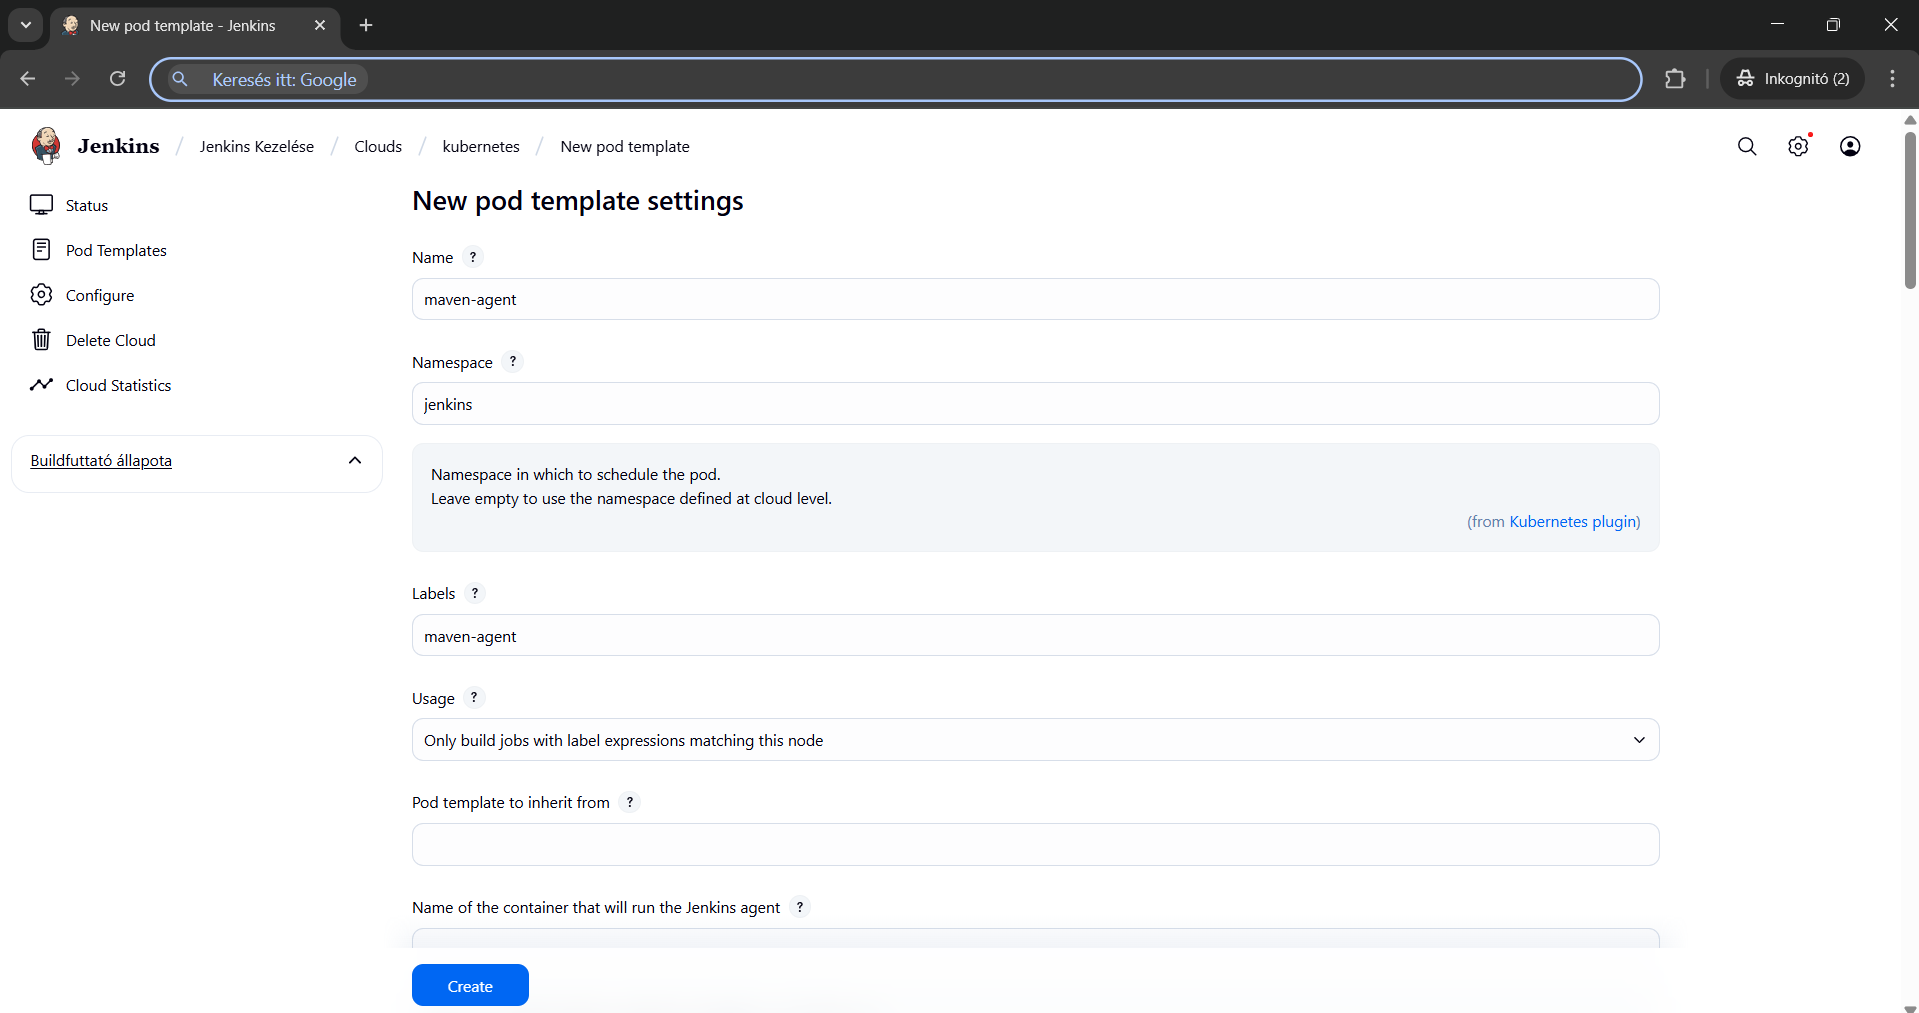 New pod template - Jenkins
Keresés itt: Google
Inkognitó (2)
Jenkins / Jenkins Kezelése / Clouds / kubernetes / New pod template
Status
Pod Templates
Configure
Delete Cloud
Cloud Statistics
Buildfuttató állapota
New pod template settings
Name ?
maven-agent
Namespace ?
jenkins
Namespace in which to schedule the pod.
Leave empty to use the namespace defined at cloud level.
(from Kubernetes plugin)
Labels ?
maven-agent
Usage ?
Only build jobs with label expressions matching this node
Pod template to inherit from ?
Name of the container that will run the Jenkins agent ?
Create